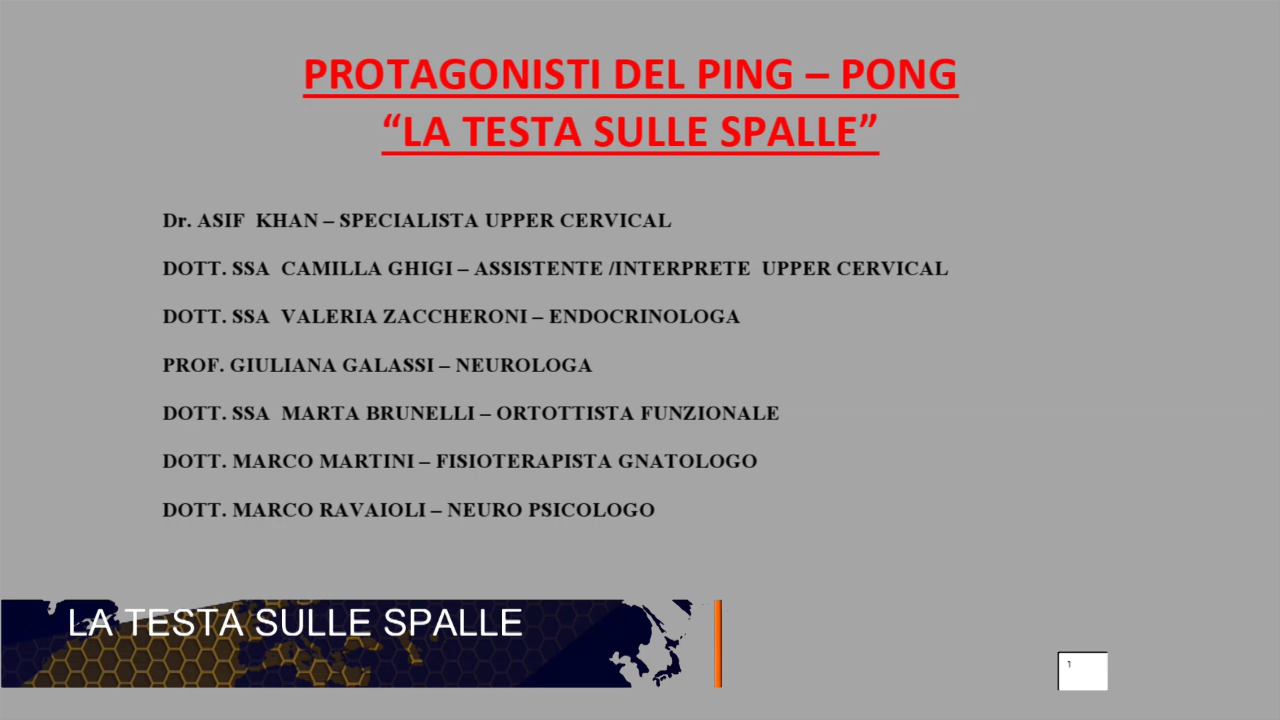 PROTAGONISTI DEL PING – PONG
“LA TESTA SULLE SPALLE”
Dr. ASIF KHAN – SPECIALISTA UPPER CERVICAL
DOTT. SSA CAMILLA GHIGI – ASSISTENTE /INTERPRETE UPPER CERVICAL
DOTT. SSA VALERIA ZACCHERONI – ENDOCRINOLOGA
PROF. GIULIANA GALASSI – NEUROLOGA
DOTT. SSA MARTA BRUNELLI – ORTOTTISTA FUNZIONALE
DOTT. MARCO MARTINI – FISIOTERAPISTA GNATOLOGO
DOTT. MARCO RAVAIOLI – NEURO PSICOLOGO
LA TESTA SULLE SPALLE
1